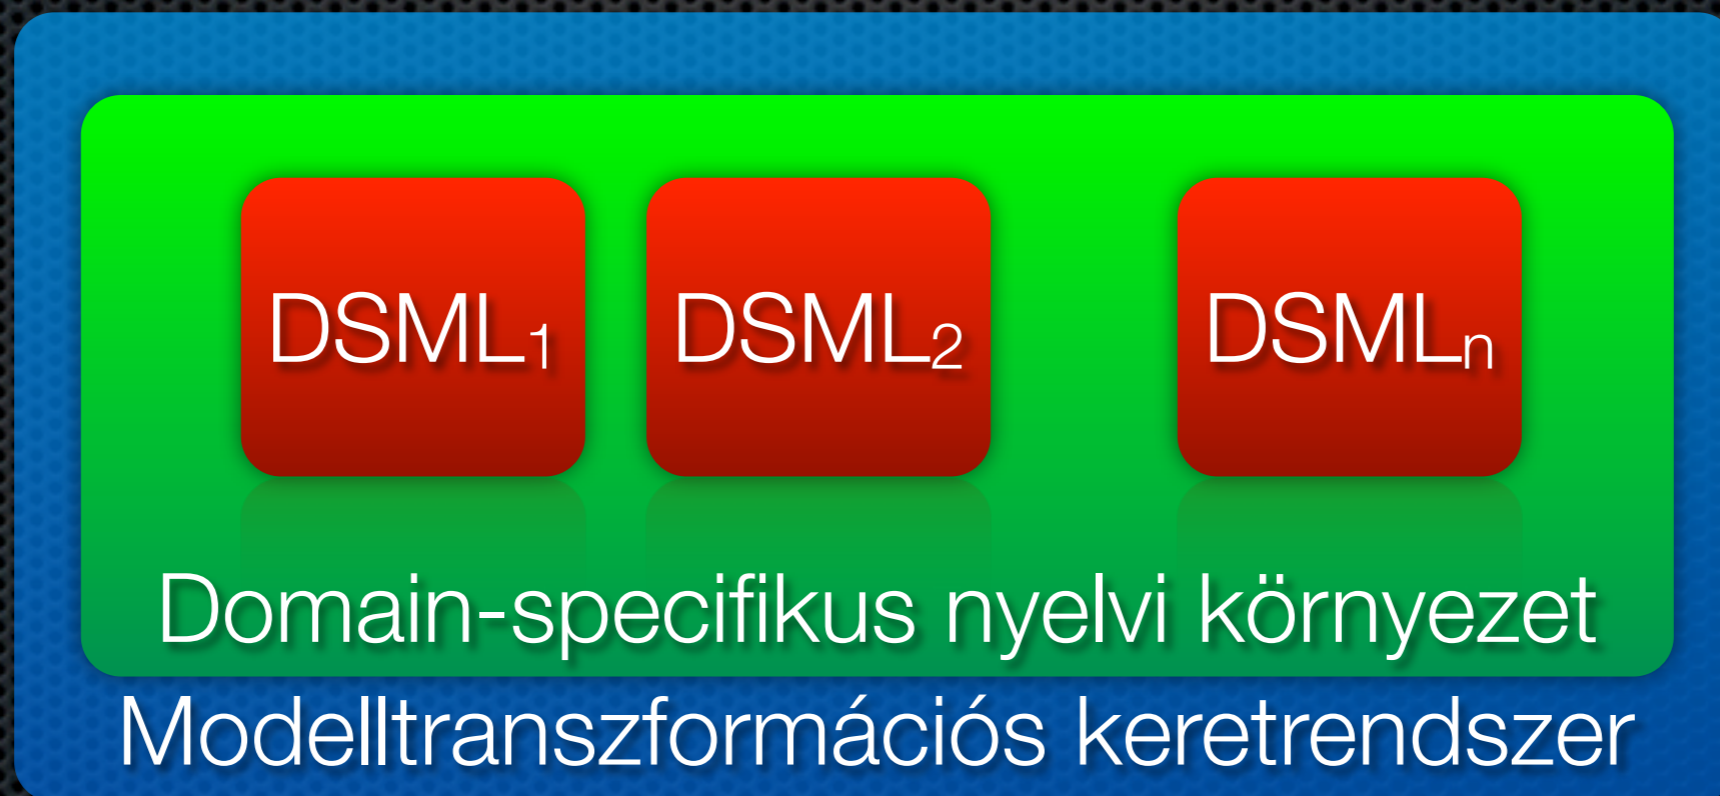 DSML₁ DSML₂ DSMLₙ
Domain-specifikus nyelvi környezet
Modelltranszformációs keretrendszer